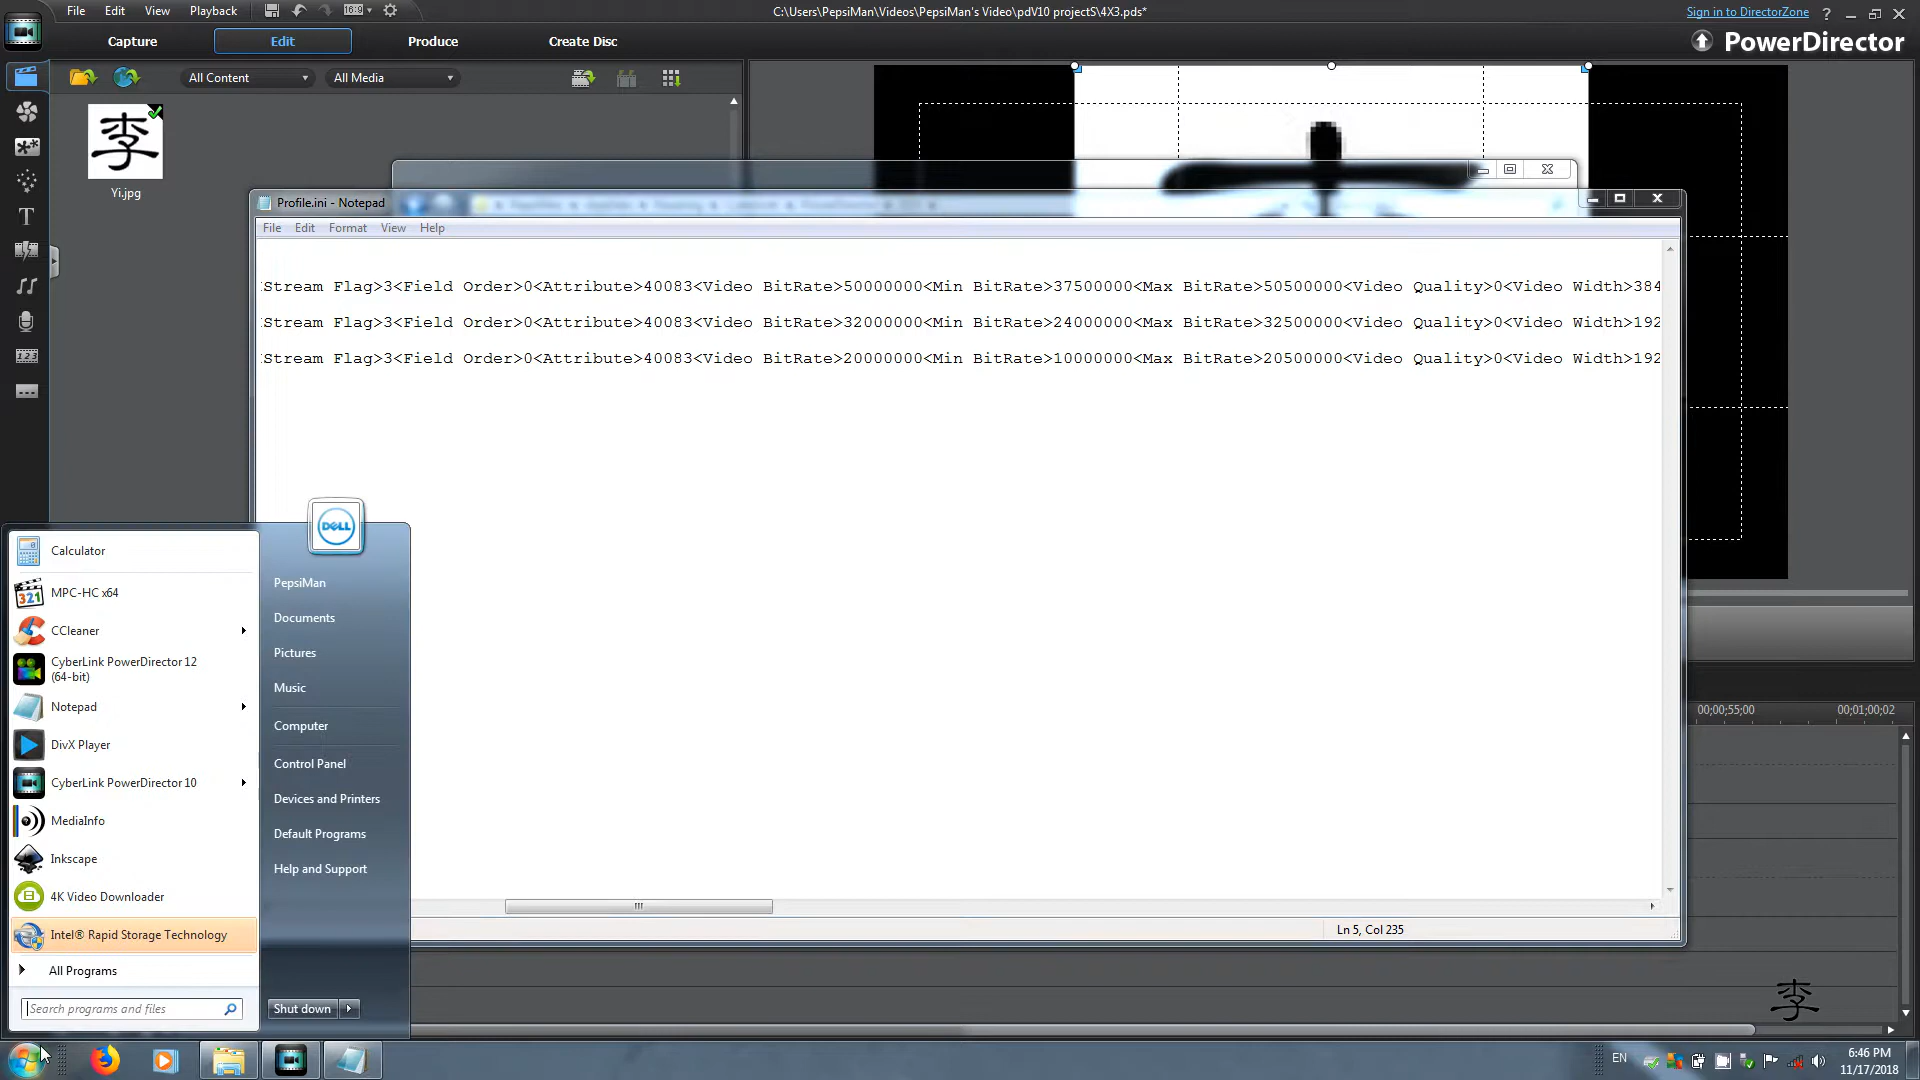 File Edit View Playback
16:9
C:\Users\PepsiMan\Videos\PepsiMan's Video\pdV10 projectS\4X3.pds*
Sign in to DirectorZone
?
Capture
Edit
Produce
Create Disc
PowerDirector
All Content
All Media
李
Yi.jpg
Profile.ini - Notepad
File Edit Format View Help
Stream Flag>3<Field Order>0<Attribute>40083<Video BitRate>50000000<Min BitRate>37500000<Max BitRate>50500000<Video Quality>0<Video Width>384
Stream Flag>3<Field Order>0<Attribute>40083<Video BitRate>32000000<Min BitRate>24000000<Max BitRate>32500000<Video Quality>0<Video Width>192
Stream Flag>3<Field Order>0<Attribute>40083<Video BitRate>20000000<Min BitRate>10000000<Max BitRate>20500000<Video Quality>0<Video Width>192
Ln 5, Col 235
DELL
Calculator
MPC-HC x64
CCleaner
CyberLink PowerDirector 12
(64-bit)
Notepad
DivX Player
CyberLink PowerDirector 10
MediaInfo
Inkscape
4K Video Downloader
Intel® Rapid Storage Technology
All Programs
Search programs and files
PepsiMan
Documents
Pictures
Music
Computer
Control Panel
Devices and Printers
Default Programs
Help and Support
Shut down
00;00;55;00
00;01;00;02
李
EN
6:46 PM
11/17/2018